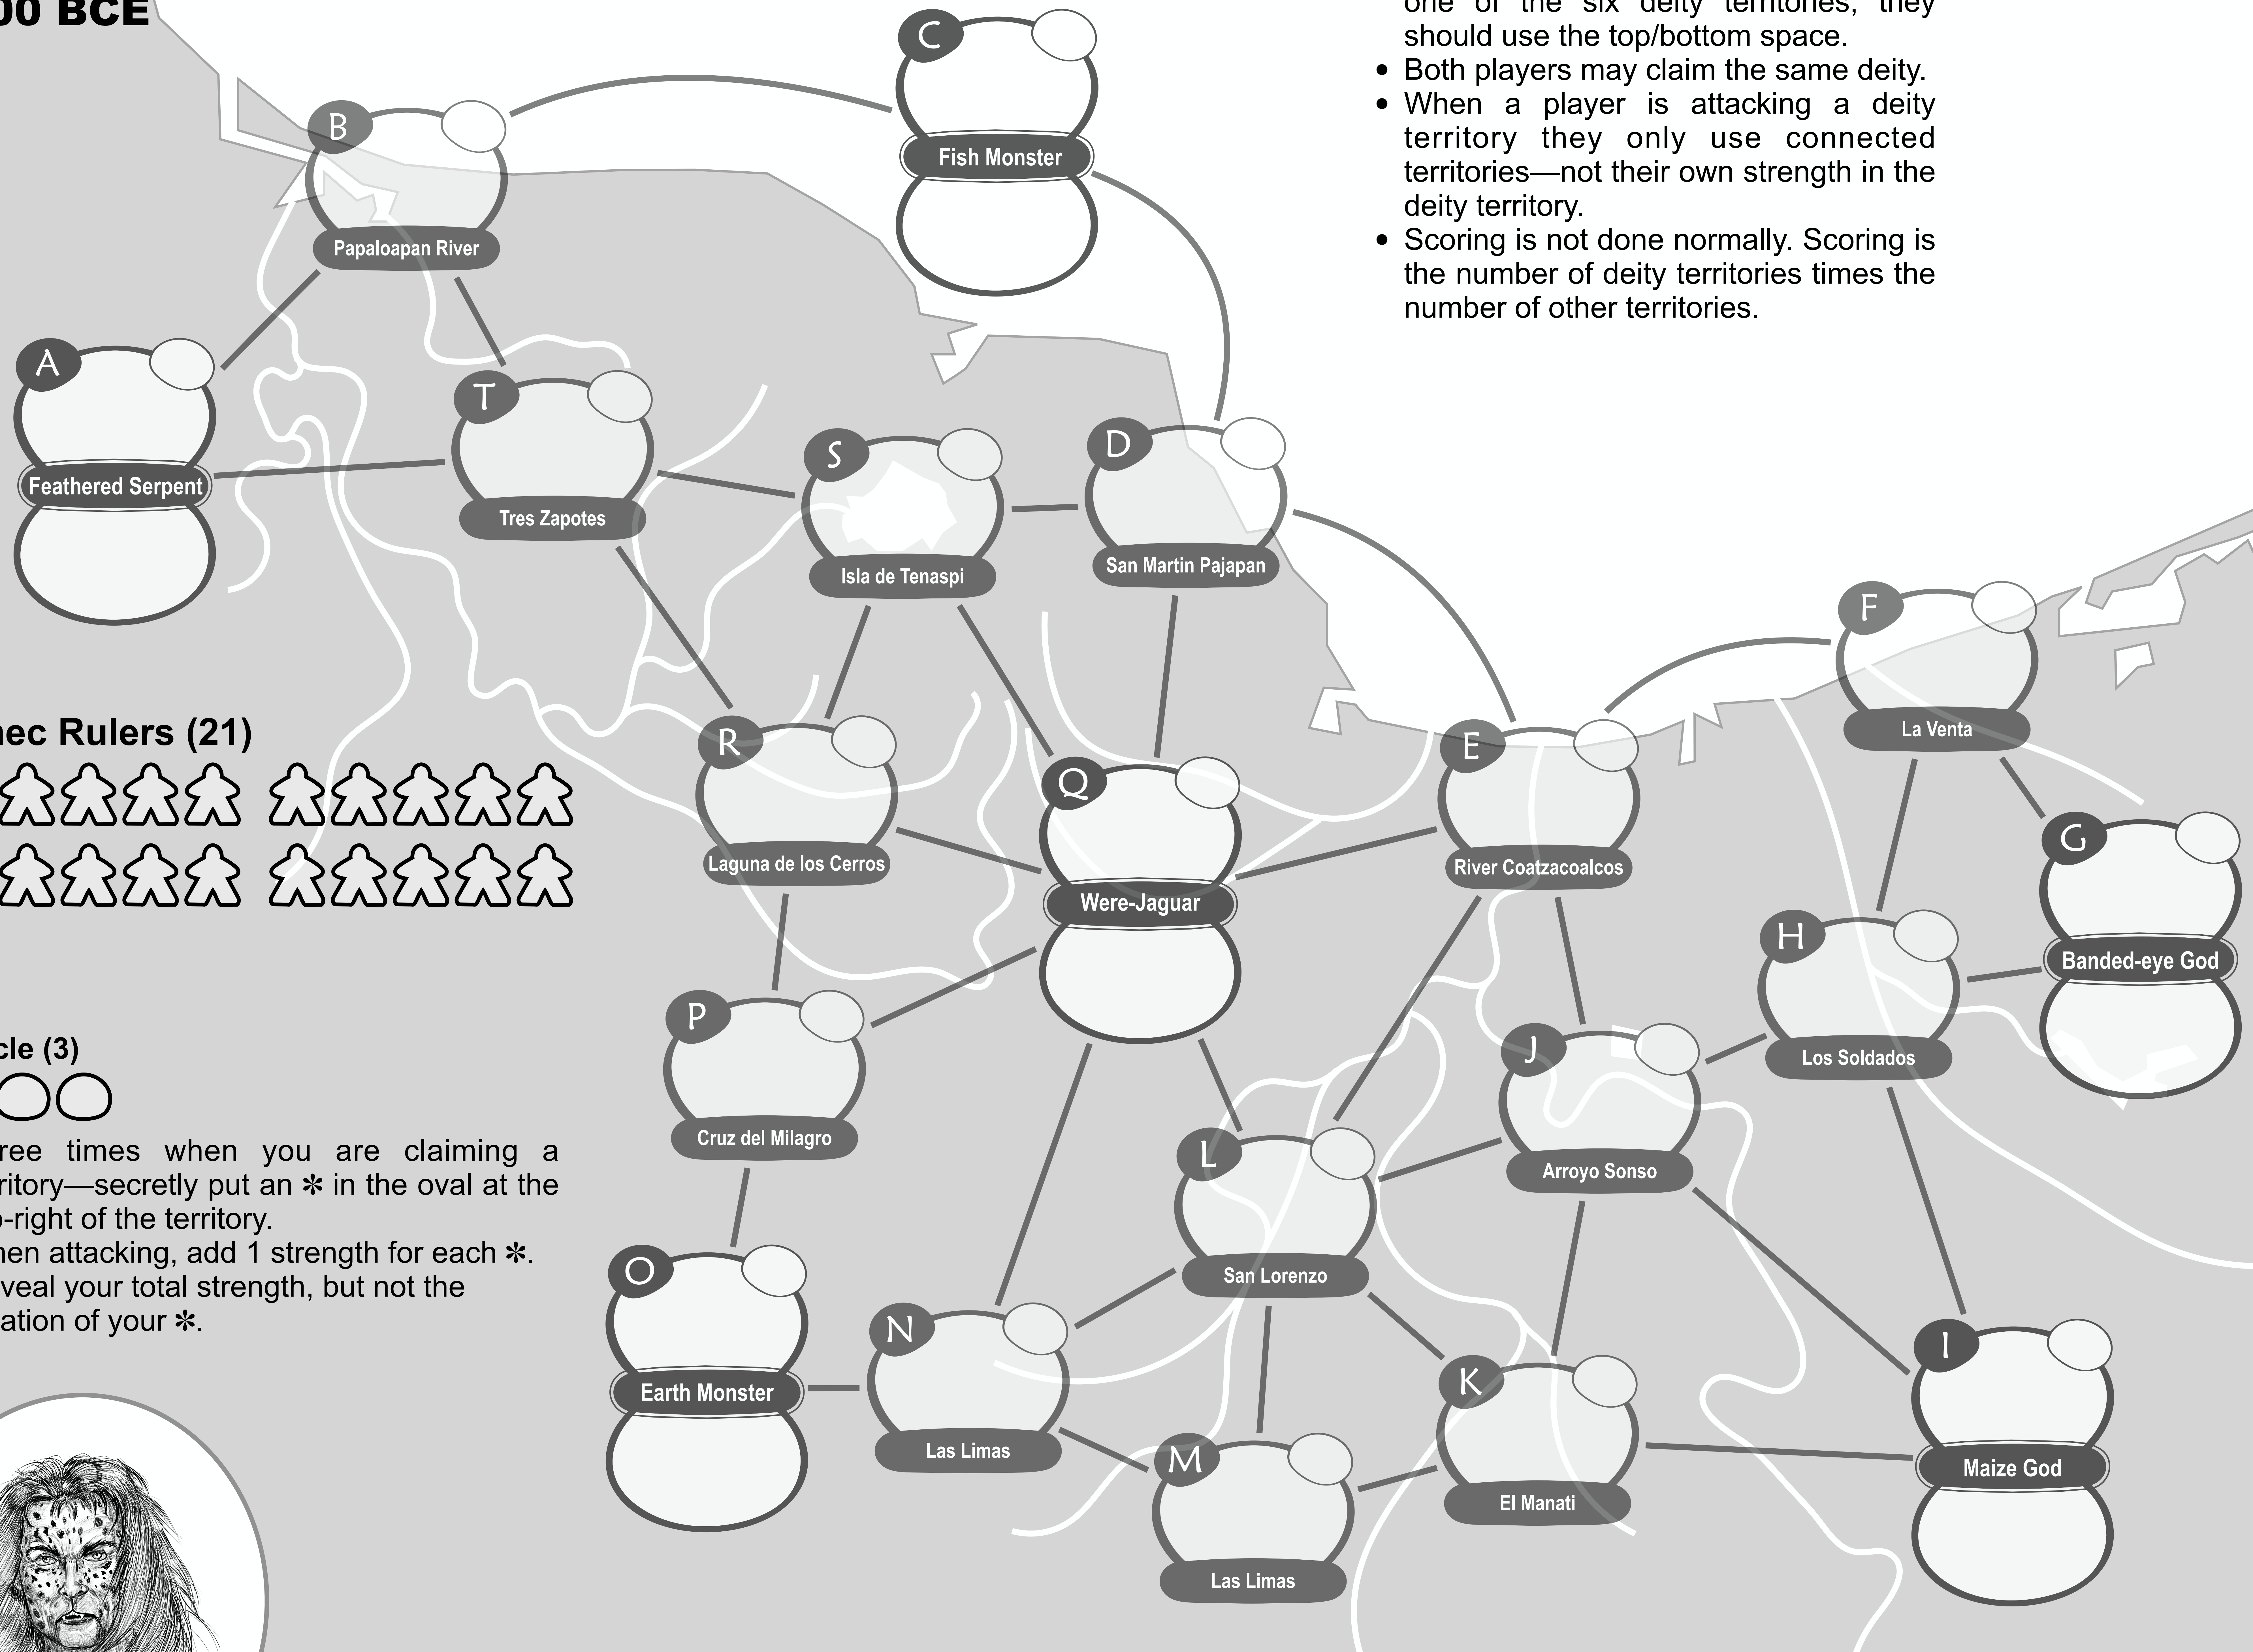 00 BCE
one of the six deity territories, they
should use the top/bottom space.
• Both players may claim the same deity.
• When a player is attacking a deity
territory they only use connected
territories—not their own strength in the
deity territory.
• Scoring is not done normally. Scoring is
the number of deity territories times the
number of other territories.
C
Fish Monster
B
Papaloapan River
A
Feathered Serpent
T
Tres Zapotes
S
Isla de Tenaspi
D
San Martin Pajapan
F
La Venta
R
Laguna de los Cerros
Q
Were-Jaguar
E
River Coatzacoalcos
G
Banded-eye God
H
Los Soldados
P
Cruz del Milagro
J
Arroyo Sonso
L
San Lorenzo
O
Earth Monster
N
Las Limas
M
Las Limas
K
El Manati
I
Maize God
nec Rulers (21)
cle (3)
ree times when you are claiming a
ritory—secretly put an ✻ in the oval at the
-right of the territory.
hen attacking, add 1 strength for each ✻.
veal your total strength, but not the
ation of your ✻.